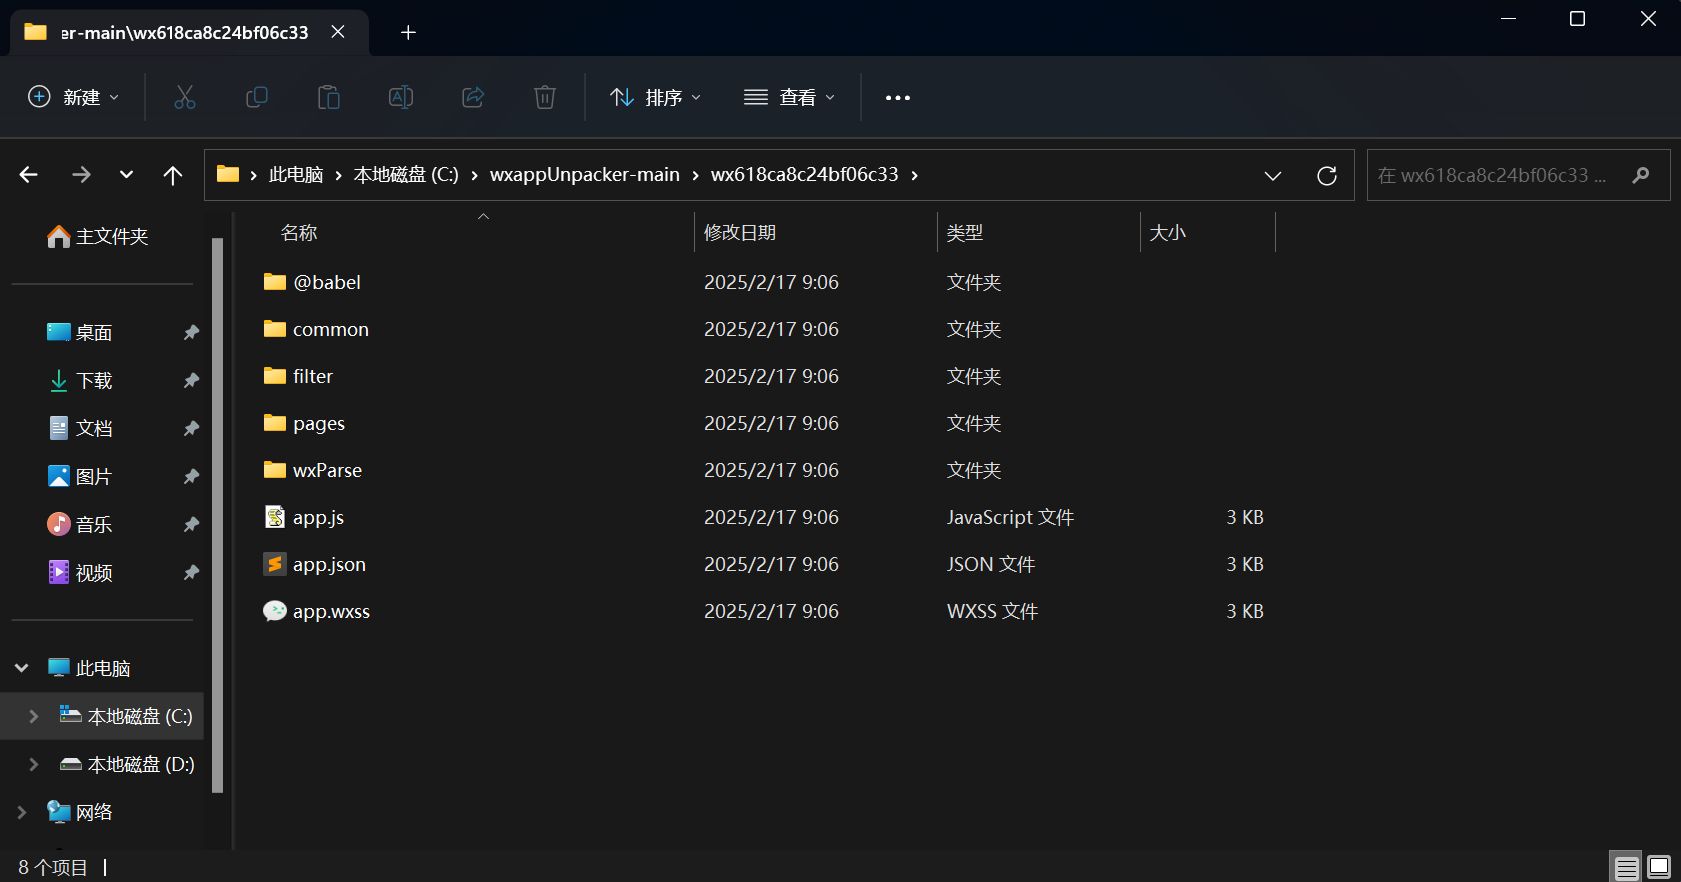 er-main\wx618ca8c24bf06c33
新建
排序
查看
此电脑 › 本地磁盘 (C:) › wxappUnpacker-main › wx618ca8c24bf06c33 ›
在 wx618ca8c24bf06c33 ...
主文件夹
桌面
下载
文档
图片
音乐
视频
此电脑
本地磁盘 (C:)
本地磁盘 (D:)
网络
名称 修改日期 类型 大小
@babel 2025/2/17 9:06 文件夹
common 2025/2/17 9:06 文件夹
filter 2025/2/17 9:06 文件夹
pages 2025/2/17 9:06 文件夹
wxParse 2025/2/17 9:06 文件夹
app.js 2025/2/17 9:06 JavaScript 文件 3 KB
app.json 2025/2/17 9:06 JSON 文件 3 KB
app.wxss 2025/2/17 9:06 WXSS 文件 3 KB
8 个项目